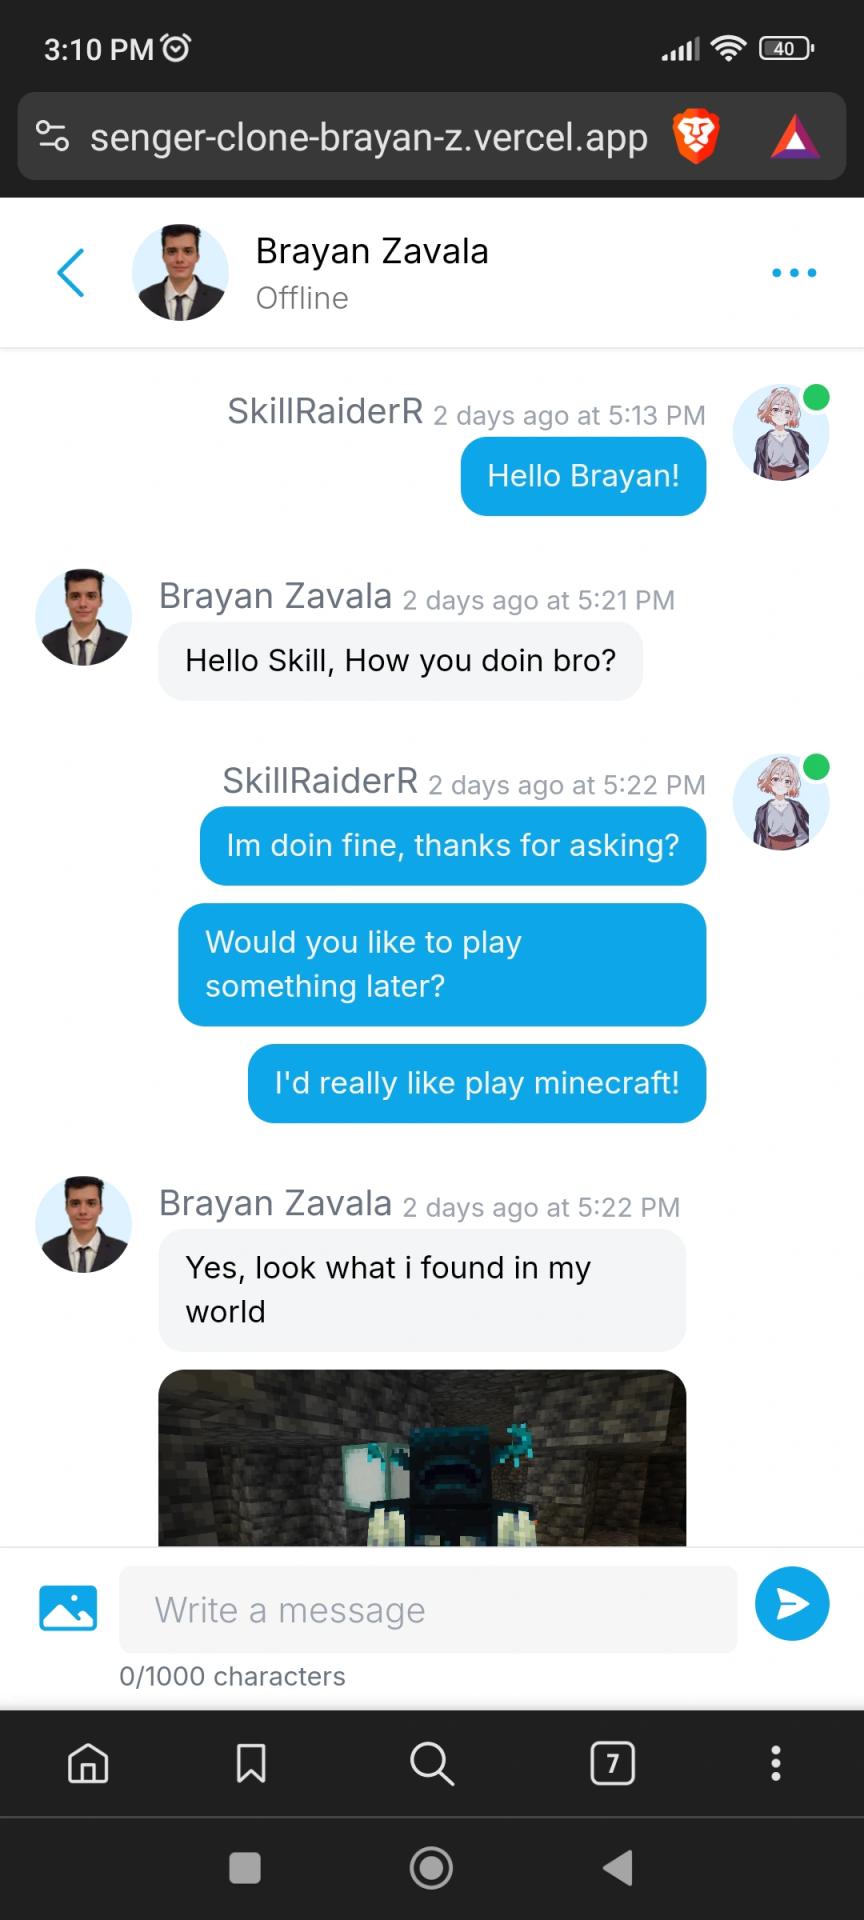 3:10 PM
40
senger-clone-brayan-z.vercel.app
Brayan Zavala
Offline
SkillRaiderR 2 days ago at 5:13 PM
Hello Brayan!
Brayan Zavala 2 days ago at 5:21 PM
Hello Skill, How you doin bro?
SkillRaiderR 2 days ago at 5:22 PM
Im doin fine, thanks for asking?
Would you like to play
something later?
I'd really like play minecraft!
Brayan Zavala 2 days ago at 5:22 PM
Yes, look what i found in my
world
Write a message
0/1000 characters
7